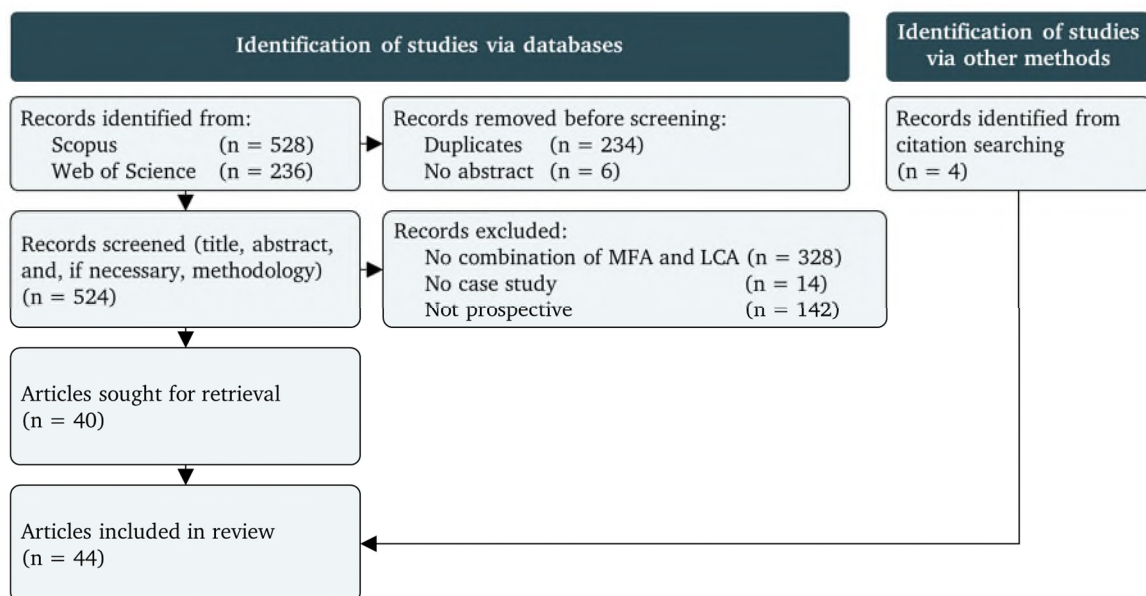 Identification of studies via databases
Identification of studies
via other methods
Records identified from:
Scopus (n = 528)
Web of Science (n = 236)
Records removed before screening:
Duplicates (n = 234)
No abstract (n = 6)
Records identified from
citation searching
(n = 4)
Records screened (title, abstract,
and, if necessary, methodology)
(n = 524)
Records excluded:
No combination of MFA and LCA (n = 328)
No case study (n = 14)
Not prospective (n = 142)
Articles sought for retrieval
(n = 40)
Articles included in review
(n = 44)